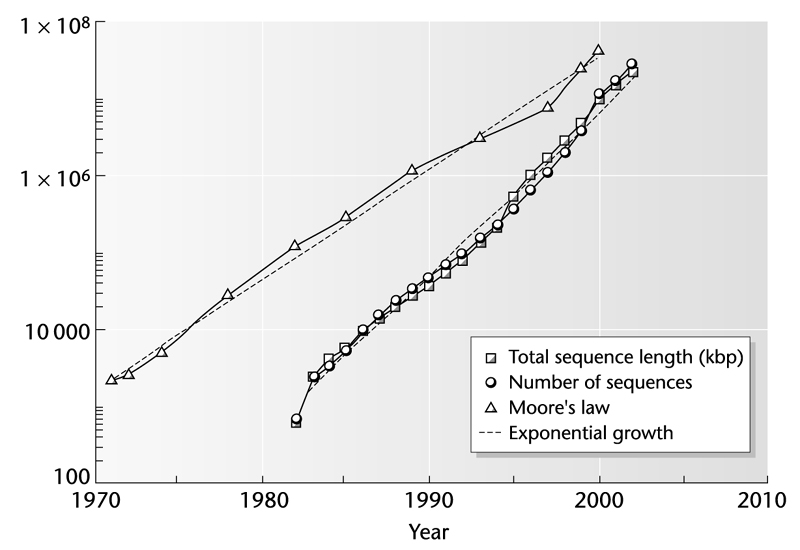 1 × 10⁸
1 × 10⁶
10 000
100
1970 1980 1990 2000 2010
Year
Total sequence length (kbp)
Number of sequences
Moore's law
Exponential growth